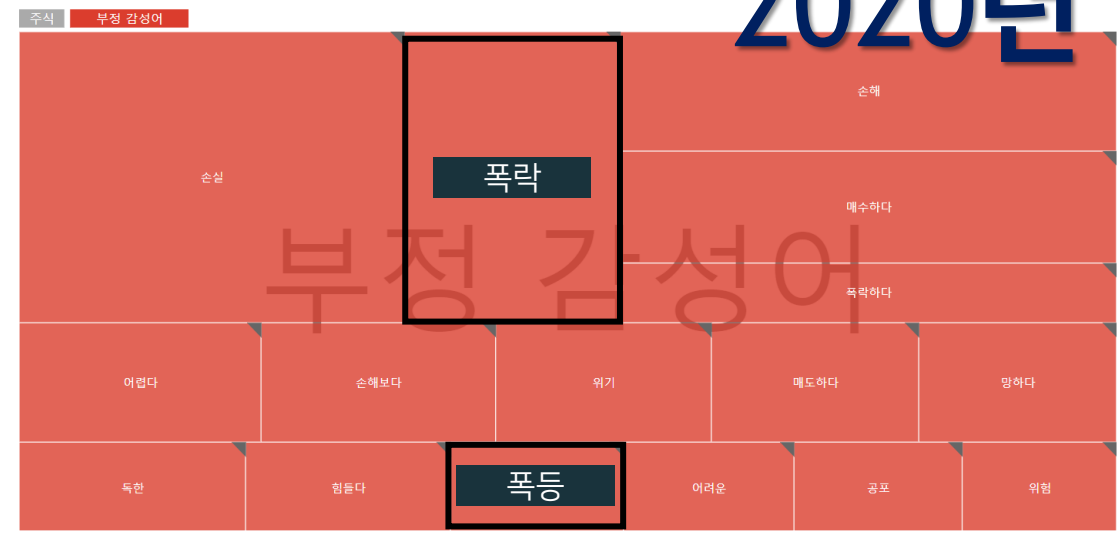 주식 부정 감성어
2020년
손실
폭락
손해
매수하다
폭락하다
부정 감성어
어렵다
손해보다
위기
매도하다
망하다
독한
힘들다
폭등
어려운
공포
위험